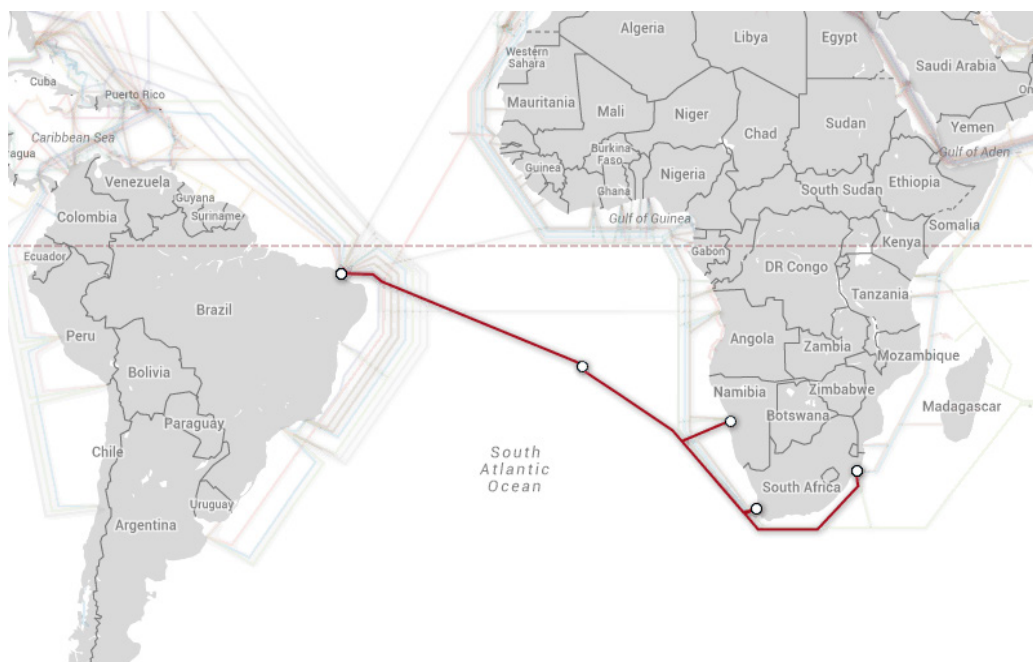 Algeria
Libya
Egypt
Western
Sahara
Saudi Arabia
Cuba
Puerto Rico
Mauritania
Mali
Niger
Sudan
Chad
Yemen
Caribbean Sea
Gulf of Aden
Burkina
Faso
Guinea
Nigeria
Ethiopia
Venezuela
Guyana
Ghana
South Sudan
Colombia
Suriname
Gulf of Guinea
Somalia
Kenya
Ecuador
Gabon
DR Congo
Tanzania
Brazil
Peru
Angola
Zambia
Mozambique
Bolivia
Namibia
Zimbabwe
Botswana
Madagascar
Paraguay
Chile
South
Atlantic
Ocean
South Africa
Uruguay
Argentina